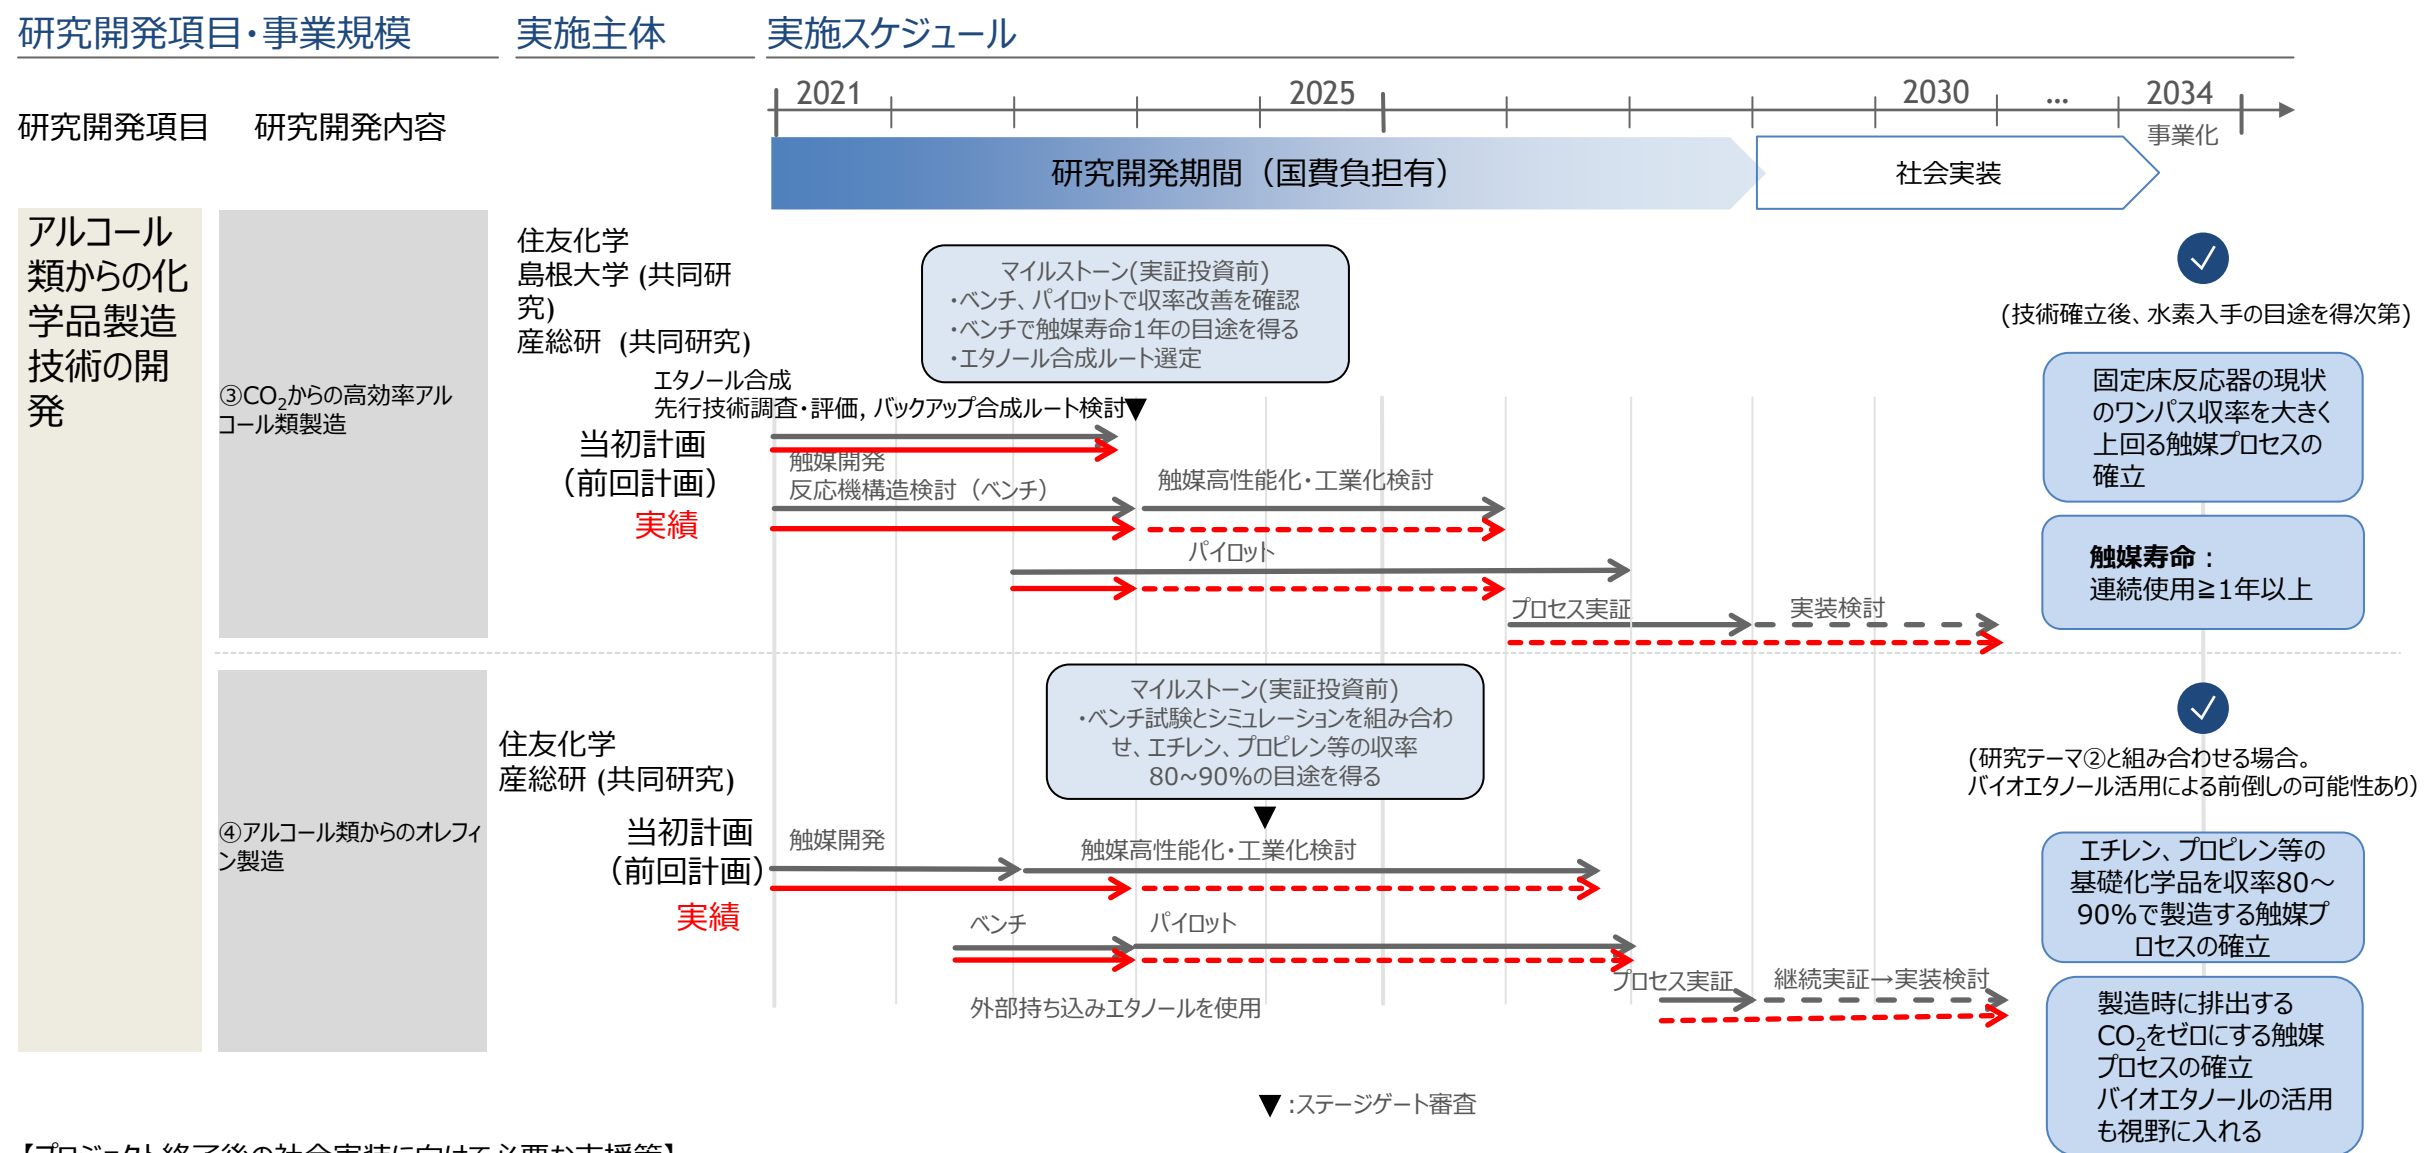 研究開発項目・事業規模
実施主体
実施スケジュール
2021
2025
2030
...
2034
事業化
研究開発項目
研究開発内容
研究開発期間（国費負担有）
社会実装
アルコール
類からの化
学品製造
技術の開
発
③CO₂からの高効率アル
コール類製造
住友化学
島根大学 (共同研
究)
産総研 (共同研究)
マイルストーン(実証投資前)
・ベンチ、パイロットで収率改善を確認
・ベンチで触媒寿命1年の目途を得る
・エタノール合成ルート選定
エタノール合成
先行技術調査・評価, バックアップ合成ルート検討▼
当初計画
（前回計画）
実績
触媒開発
反応機構造検討（ベンチ）
触媒高性能化・工業化検討
パイロット
プロセス実証
実装検討
(技術確立後、水素入手の目途を得次第)
固定床反応器の現状
のワンパス収率を大きく
上回る触媒プロセスの
確立
触媒寿命：
連続使用≧1年以上
④アルコール類からのオレフィ
ン製造
住友化学
産総研 (共同研究)
マイルストーン(実証投資前)
・ベンチ試験とシミュレーションを組み合わ
せ、エチレン、プロピレン等の収率
80~90%の目途を得る
▼
当初計画
（前回計画）
実績
触媒開発
触媒高性能化・工業化検討
ベンチ
パイロット
外部持ち込みエタノールを使用
プロセス実証
継続実証→実装検討
(研究テーマ②と組み合わせる場合。
バイオエタノール活用による前倒しの可能性あり)
エチレン、プロピレン等の
基礎化学品を収率80～
90%で製造する触媒プ
ロセスの確立
製造時に排出する
CO₂をゼロにする触媒
プロセスの確立
バイオエタノールの活用
も視野に入れる
▼:ステージゲート審査
【プロジェクト終了後の社会実装に向けて必要な支援等】